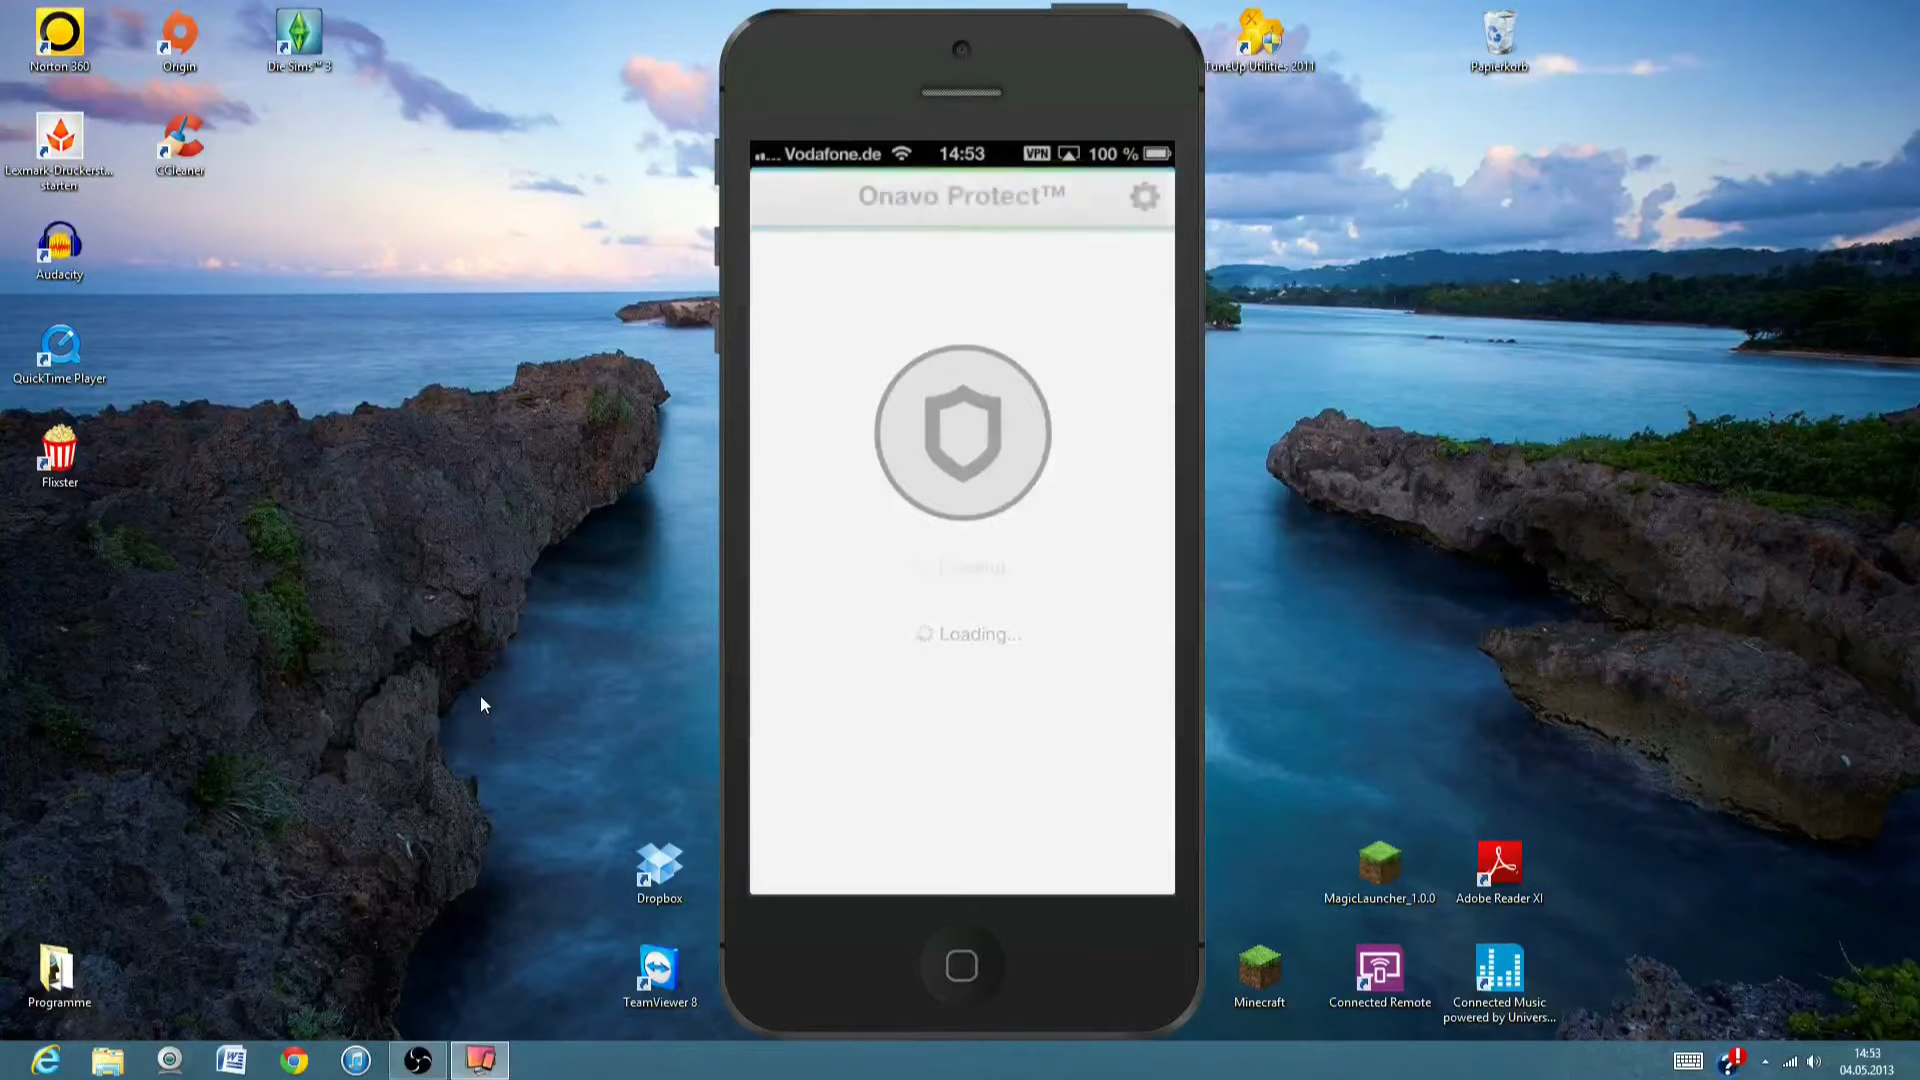 Norton 360
Origin
Die Sims™ 3
TuneUp Utilities 2011
Papierkorb
Lexmark-Druckerst...
starten
CCleaner
Audacity
QuickTime Player
Flixster
Vodafone.de
14:53
VPN
100 %
Onavo Protect™
Loading...
Dropbox
MagicLauncher_1.0.0
Adobe Reader XI
Programme
TeamViewer 8
Minecraft
Connected Remote
Connected Music
powered by Univers...
14:53
04.05.2013